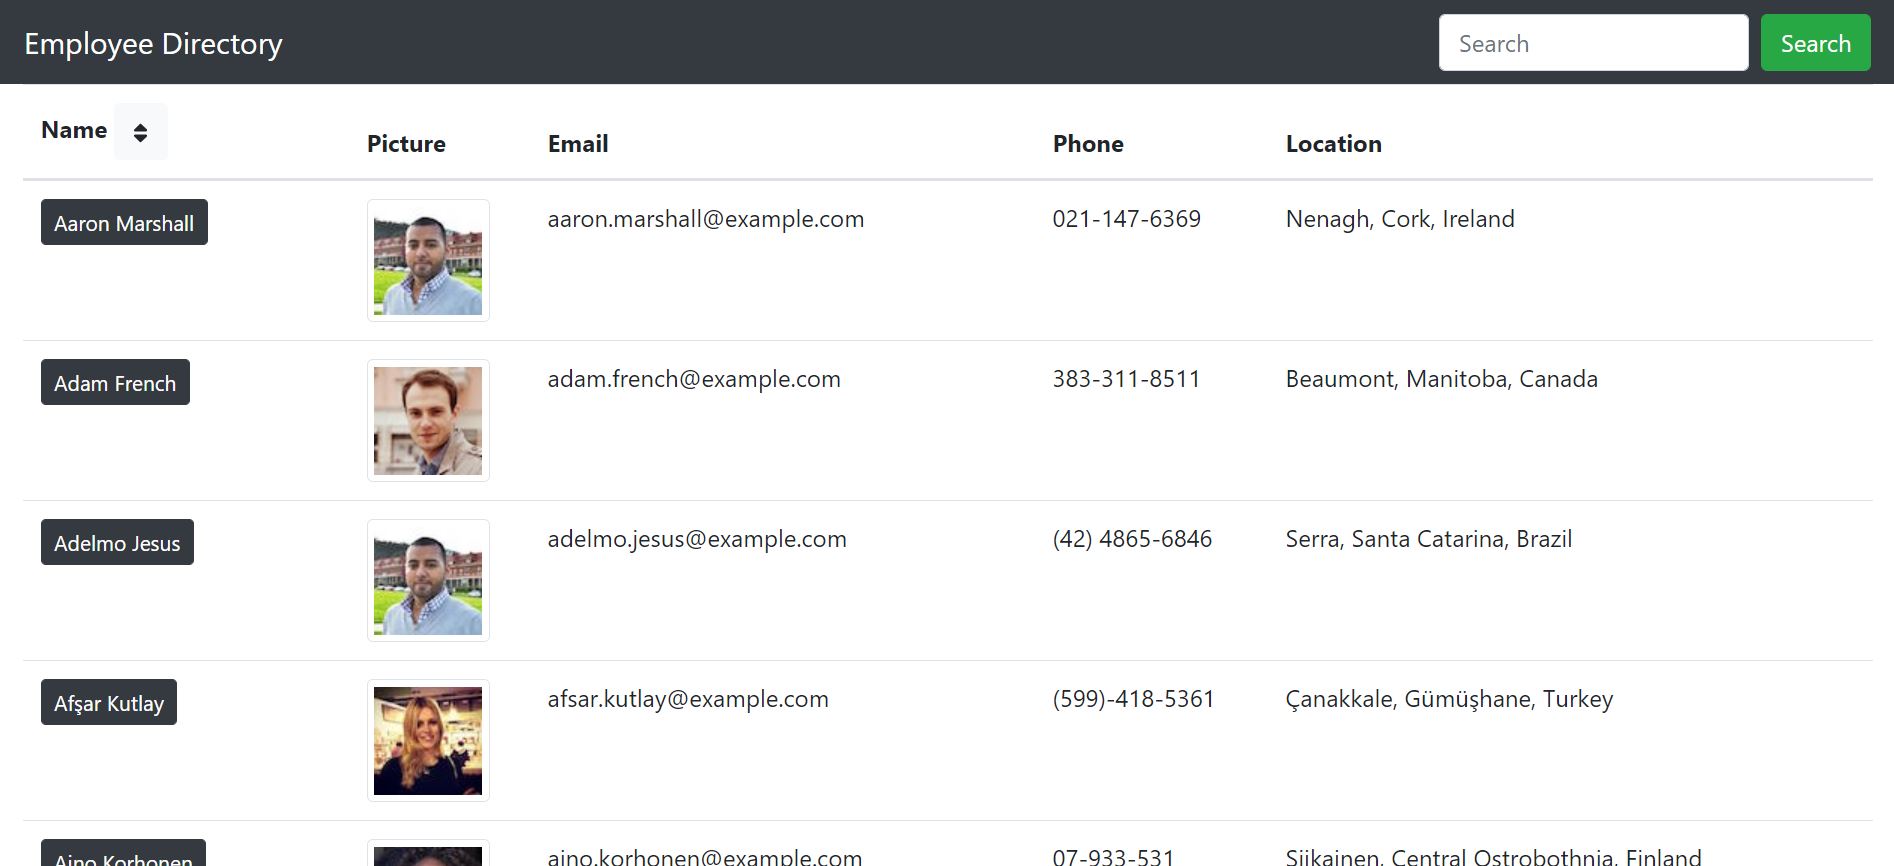 Employee Directory
Search
Search
Name
Picture
Email
Phone
Location
Aaron Marshall
aaron.marshall@example.com
021-147-6369
Nenagh, Cork, Ireland
Adam French
adam.french@example.com
383-311-8511
Beaumont, Manitoba, Canada
Adelmo Jesus
adelmo.jesus@example.com
(42) 4865-6846
Serra, Santa Catarina, Brazil
Afşar Kutlay
afsar.kutlay@example.com
(599)-418-5361
Çanakkale, Gümüşhane, Turkey
Aino Korhonen
aino.korhonen@example.com
07-933-531
Siikainen, Central Ostrobothnia, Finland